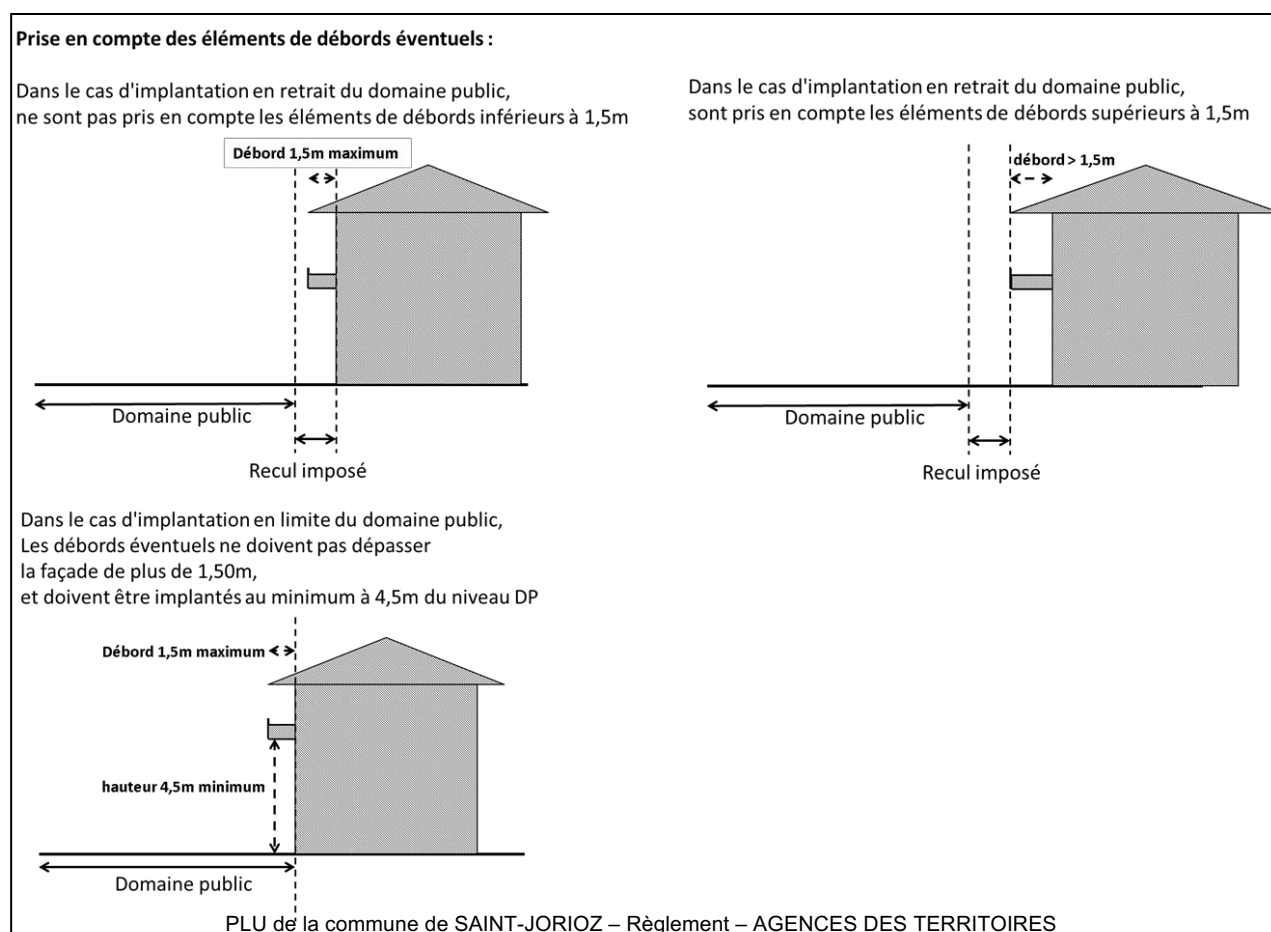 Prise en compte des éléments de débords éventuels :
Dans le cas d'implantation en retrait du domaine public,
ne sont pas pris en compte les éléments de débords inférieurs à 1,5m
Débord 1,5m maximum
Domaine public
Recul imposé
Dans le cas d'implantation en retrait du domaine public,
sont pris en compte les éléments de débords supérieurs à 1,5m
débord > 1,5m
Domaine public
Recul imposé
Dans le cas d'implantation en limite du domaine public,
Les débords éventuels ne doivent pas dépasser
la façade de plus de 1,50m,
et doivent être implantés au minimum à 4,5m du niveau DP
Débord 1,5m maximum
hauteur 4,5m minimum
Domaine public
PLU de la commune de SAINT-JORIOZ – Règlement – AGENCES DES TERRITOIRES